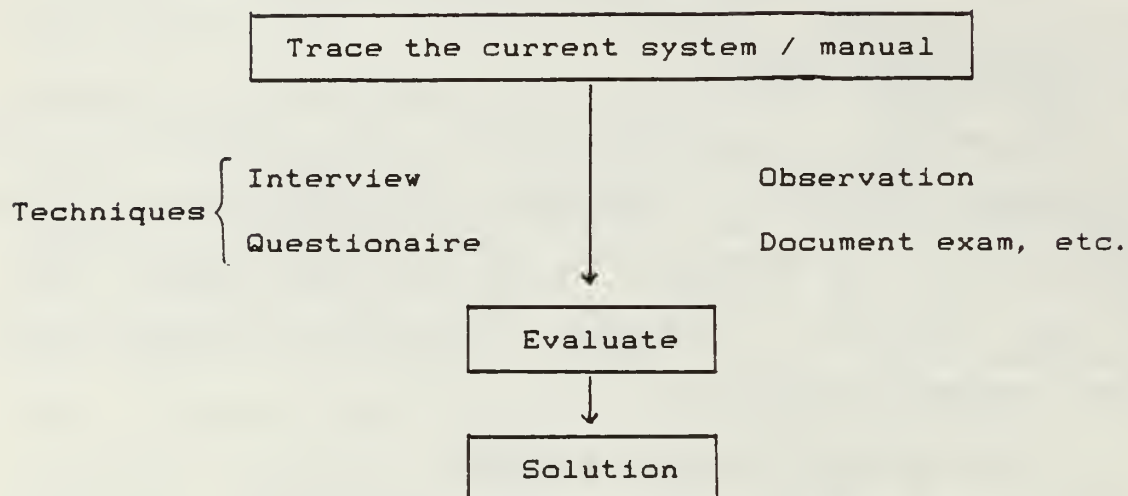 Trace the current system / manual
Techniques
Interview
Questionaire
Observation
Document exam, etc.
Evaluate
Solution